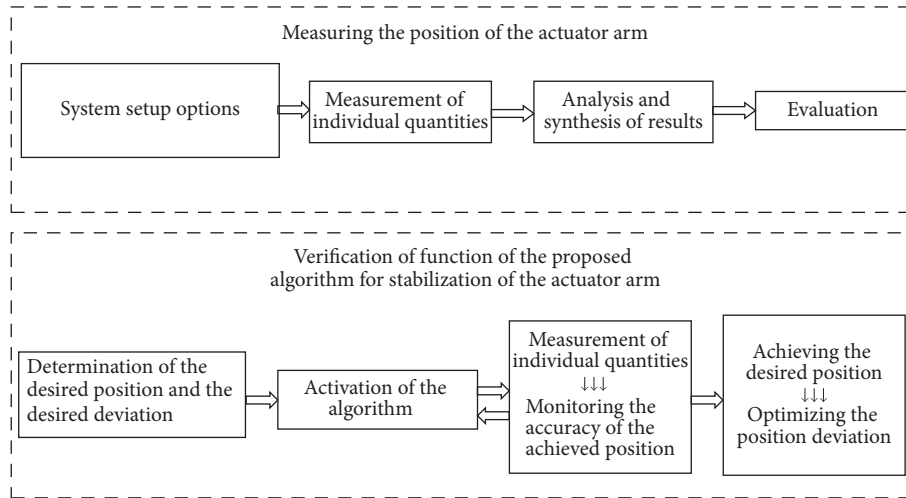 Measuring the position of the actuator arm
System setup options
Measurement of
individual quantities
Analysis and
synthesis of results
Evaluation
Verification of function of the proposed
algorithm for stabilization of the actuator arm
Determination of the
desired position and the
desired deviation
Activation of the
algorithm
Measurement of
individual quantities
↓↓↓
Monitoring the
accuracy of the
achieved position
Achieving the
desired position
↓↓↓
Optimizing the
position deviation